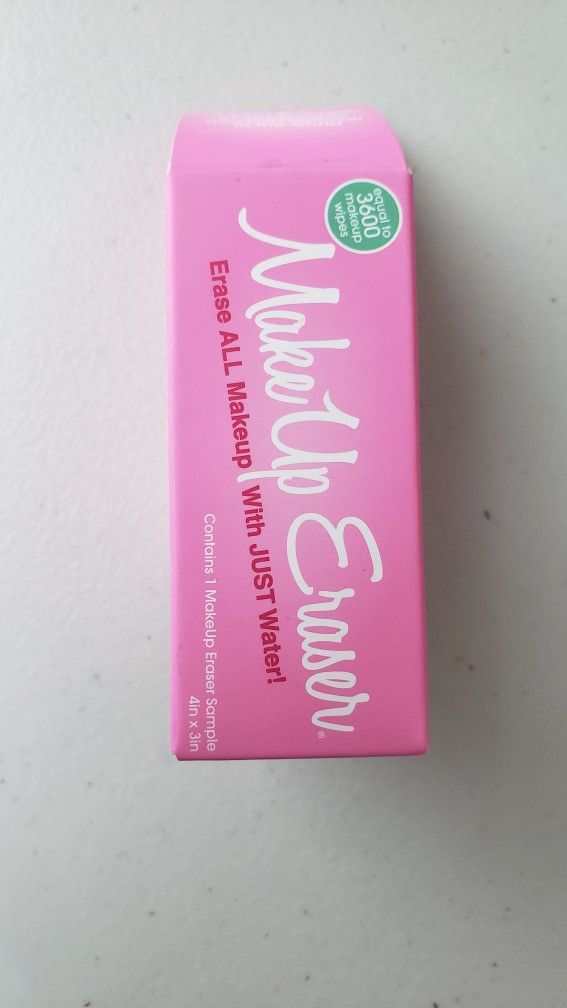 equal to
3600
makeup
wipes
MakeUp Eraser®
Erase ALL Makeup With JUST Water!
Contains 1 MakeUp Eraser Sample
4in x 3in